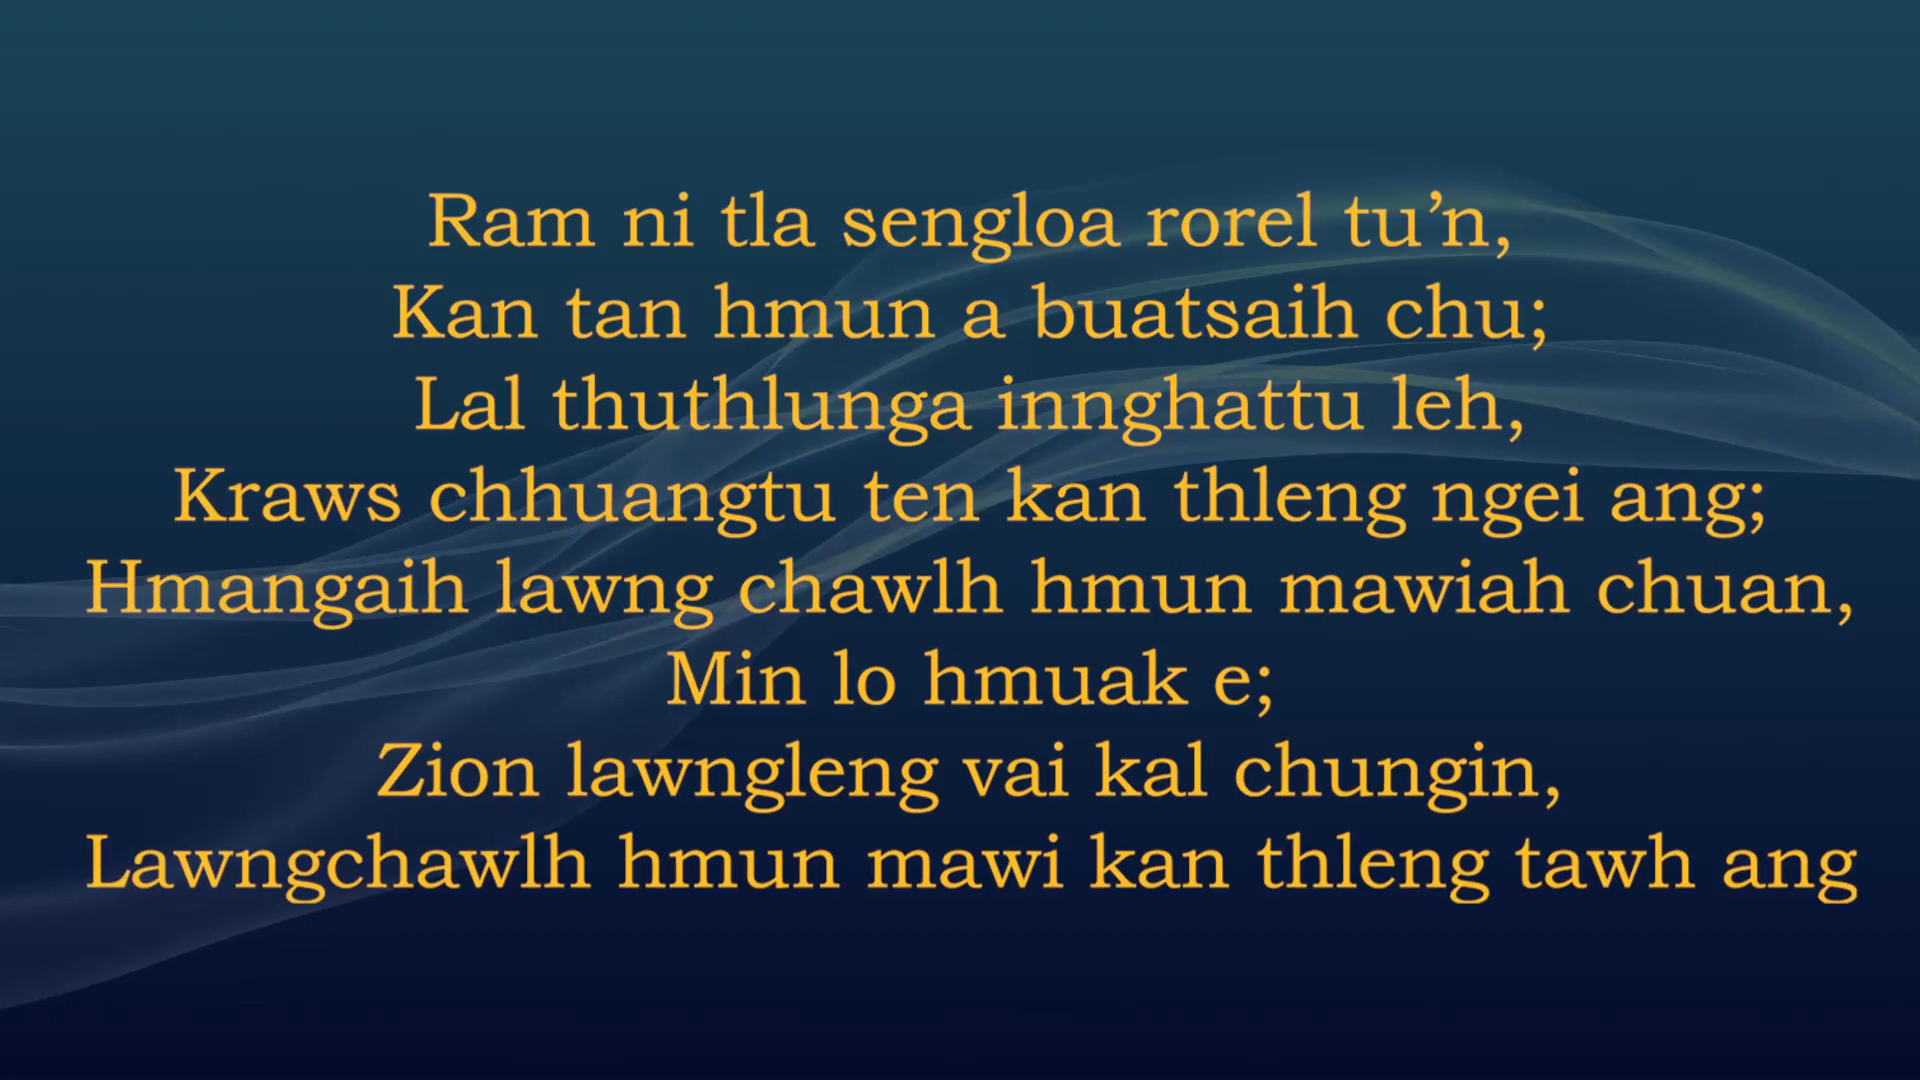 Ram ni tla sengloa rorel tu’n,
Kan tan hmun a buatsaih chu;
Lal thuthlunga innghattu leh,
Kraws chhuangtu ten kan thleng ngei ang;
Hmangaih lawng chawlh hmun mawiah chuan,
Min lo hmuak e;
Zion lawngleng vai kal chungin,
Lawngchawlh hmun mawi kan thleng tawh ang